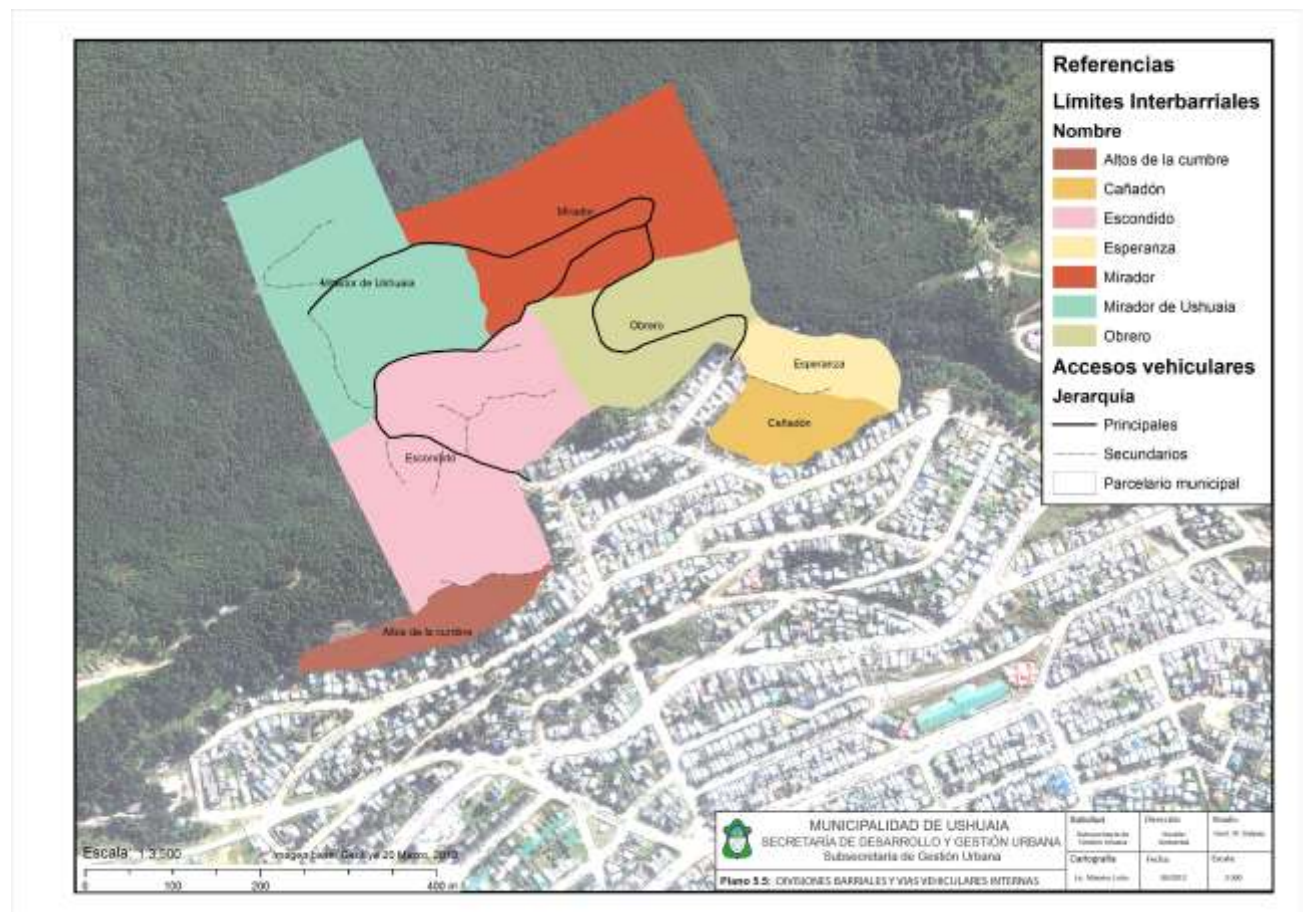 Referencias
Límites Interbarriales
Nombre
Altos de la cumbre
Cañadón
Escondido
Esperanza
Mirador
Mirador de Ushuaia
Obrero
Accesos vehiculares
Jerarquía
Principales
Secundarios
Parcelario municipal
Mirador
Mirador de Ushuaia
Obrero
Esperanza
Cañadón
Escondido
Altos de la cumbre
Escala: 1:3,500
0 100 200 400 m
MUNICIPALIDAD DE USHUAIA
SECRETARÍA DE DESARROLLO Y GESTIÓN URBANA
Subsecretaría de Gestión Urbana
Plano 5.5: DIVISIONES BARRIALES Y VIAS VEHICULARES INTERNAS
Cartografía
Fecha:
Escala